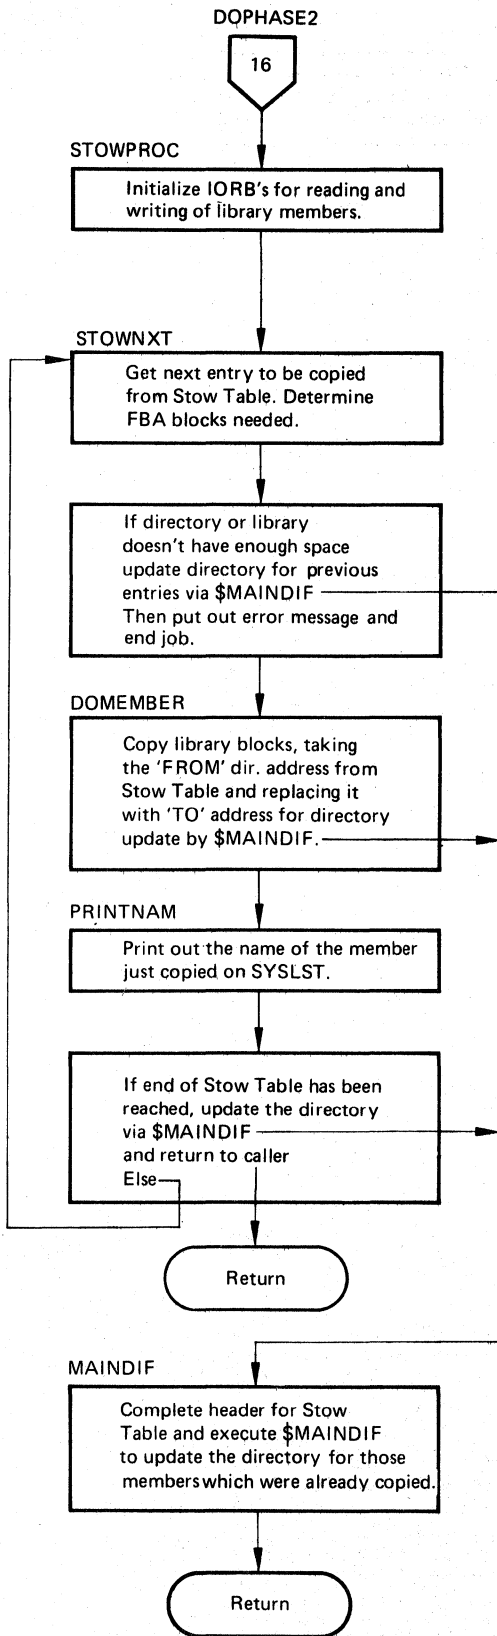 DOPHASE2
16
STOWPROC
Initialize IORB's for reading and
writing of library members.
STOWNXT
Get next entry to be copied
from Stow Table. Determine
FBA blocks needed.
If directory or library
doesn't have enough space
update directory for previous
entries via $MAINDIF
Then put out error message and
end job.
DOMEMBER
Copy library blocks, taking
the 'FROM' dir. address from
Stow Table and replacing it
with 'TO' address for directory
update by $MAINDIF.
PRINTNAM
Print out the name of the member
just copied on SYSLST.
If end of Stow Table has been
reached, update the directory
via $MAINDIF
and return to caller
Else
Return
MAINDIF
Complete header for Stow
Table and execute $MAINDIF
to update the directory for those
members which were already copied.
Return